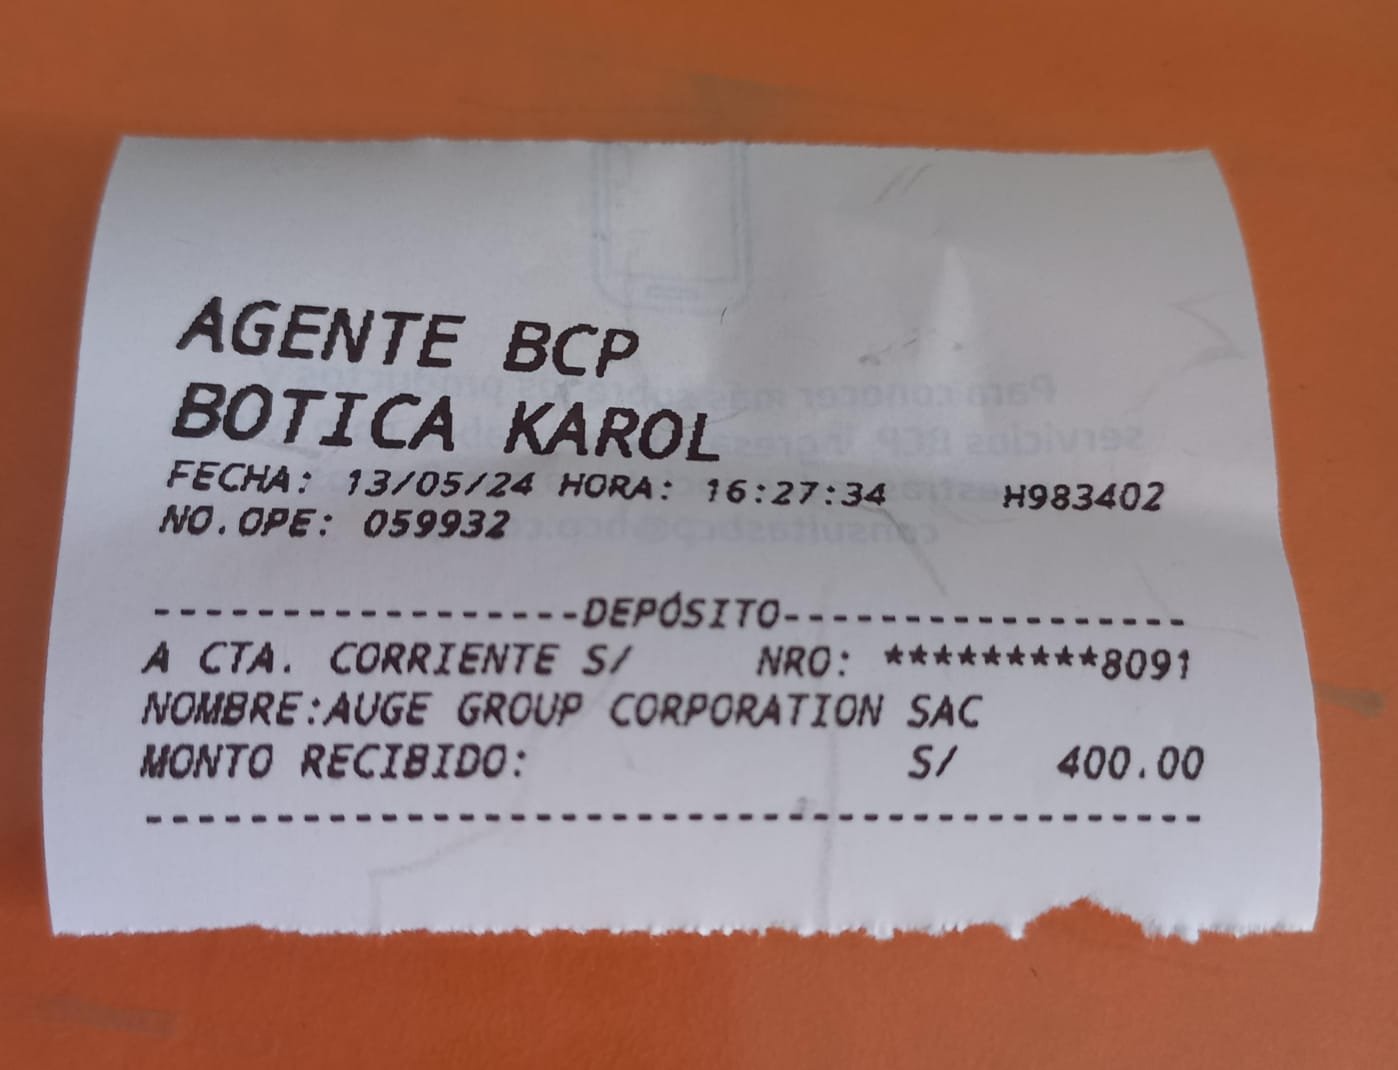 AGENTE BCP
BOTICA KAROL
FECHA: 13/05/24 HORA: 16:27:34 H983402
NO.OPE: 059932
------------------DEPÓSITO-----------------
A CTA. CORRIENTE S/ NRO: *********8091
NOMBRE:AUGE GROUP CORPORATION SAC
MONTO RECIBIDO: S/ 400.00
--------------------------------------------